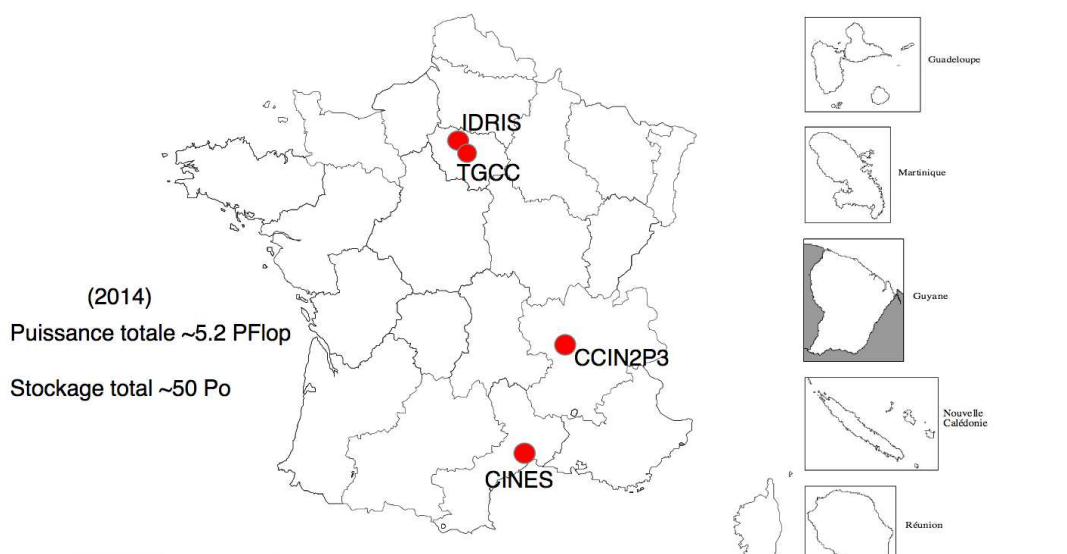 IDRIS
TGCC
(2014)
Puissance totale ~5.2 PFlop
Stockage total ~50 Po
CCIN2P3
CINES
Guadeloupe
Martinique
Guyane
Nouvelle
Calédonie
Réunion